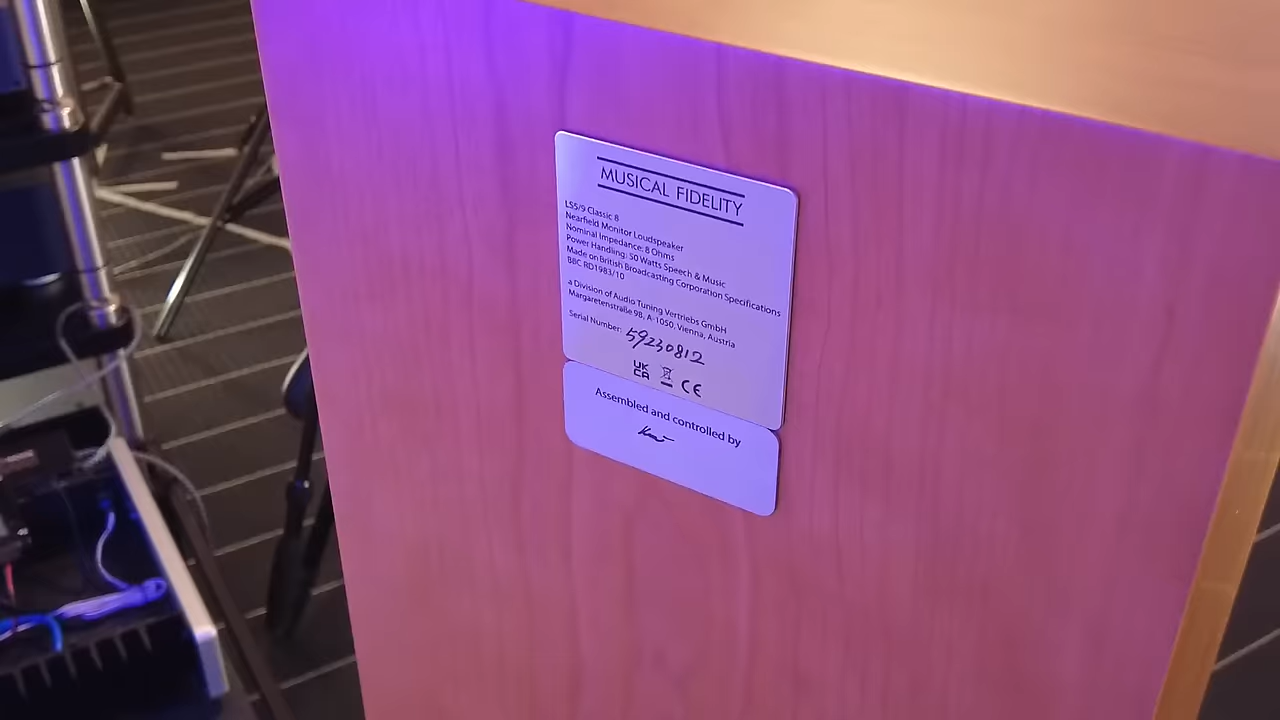 MUSICAL FIDELITY
LS5/9 Classic 8
Nearfield Monitor Loudspeaker
Nominal Impedance: 8 Ohms
Power Handling: 50 Watts Speech & Music
Made on British Broadcasting Corporation Specifications
BBC RD1983/10
a Division of Audio Tuning Vertriebs GmbH
Margaretenstraße 98, A-1050, Vienna, Austria
Serial Number: 59230812
UK
CA CE
Assembled and controlled by